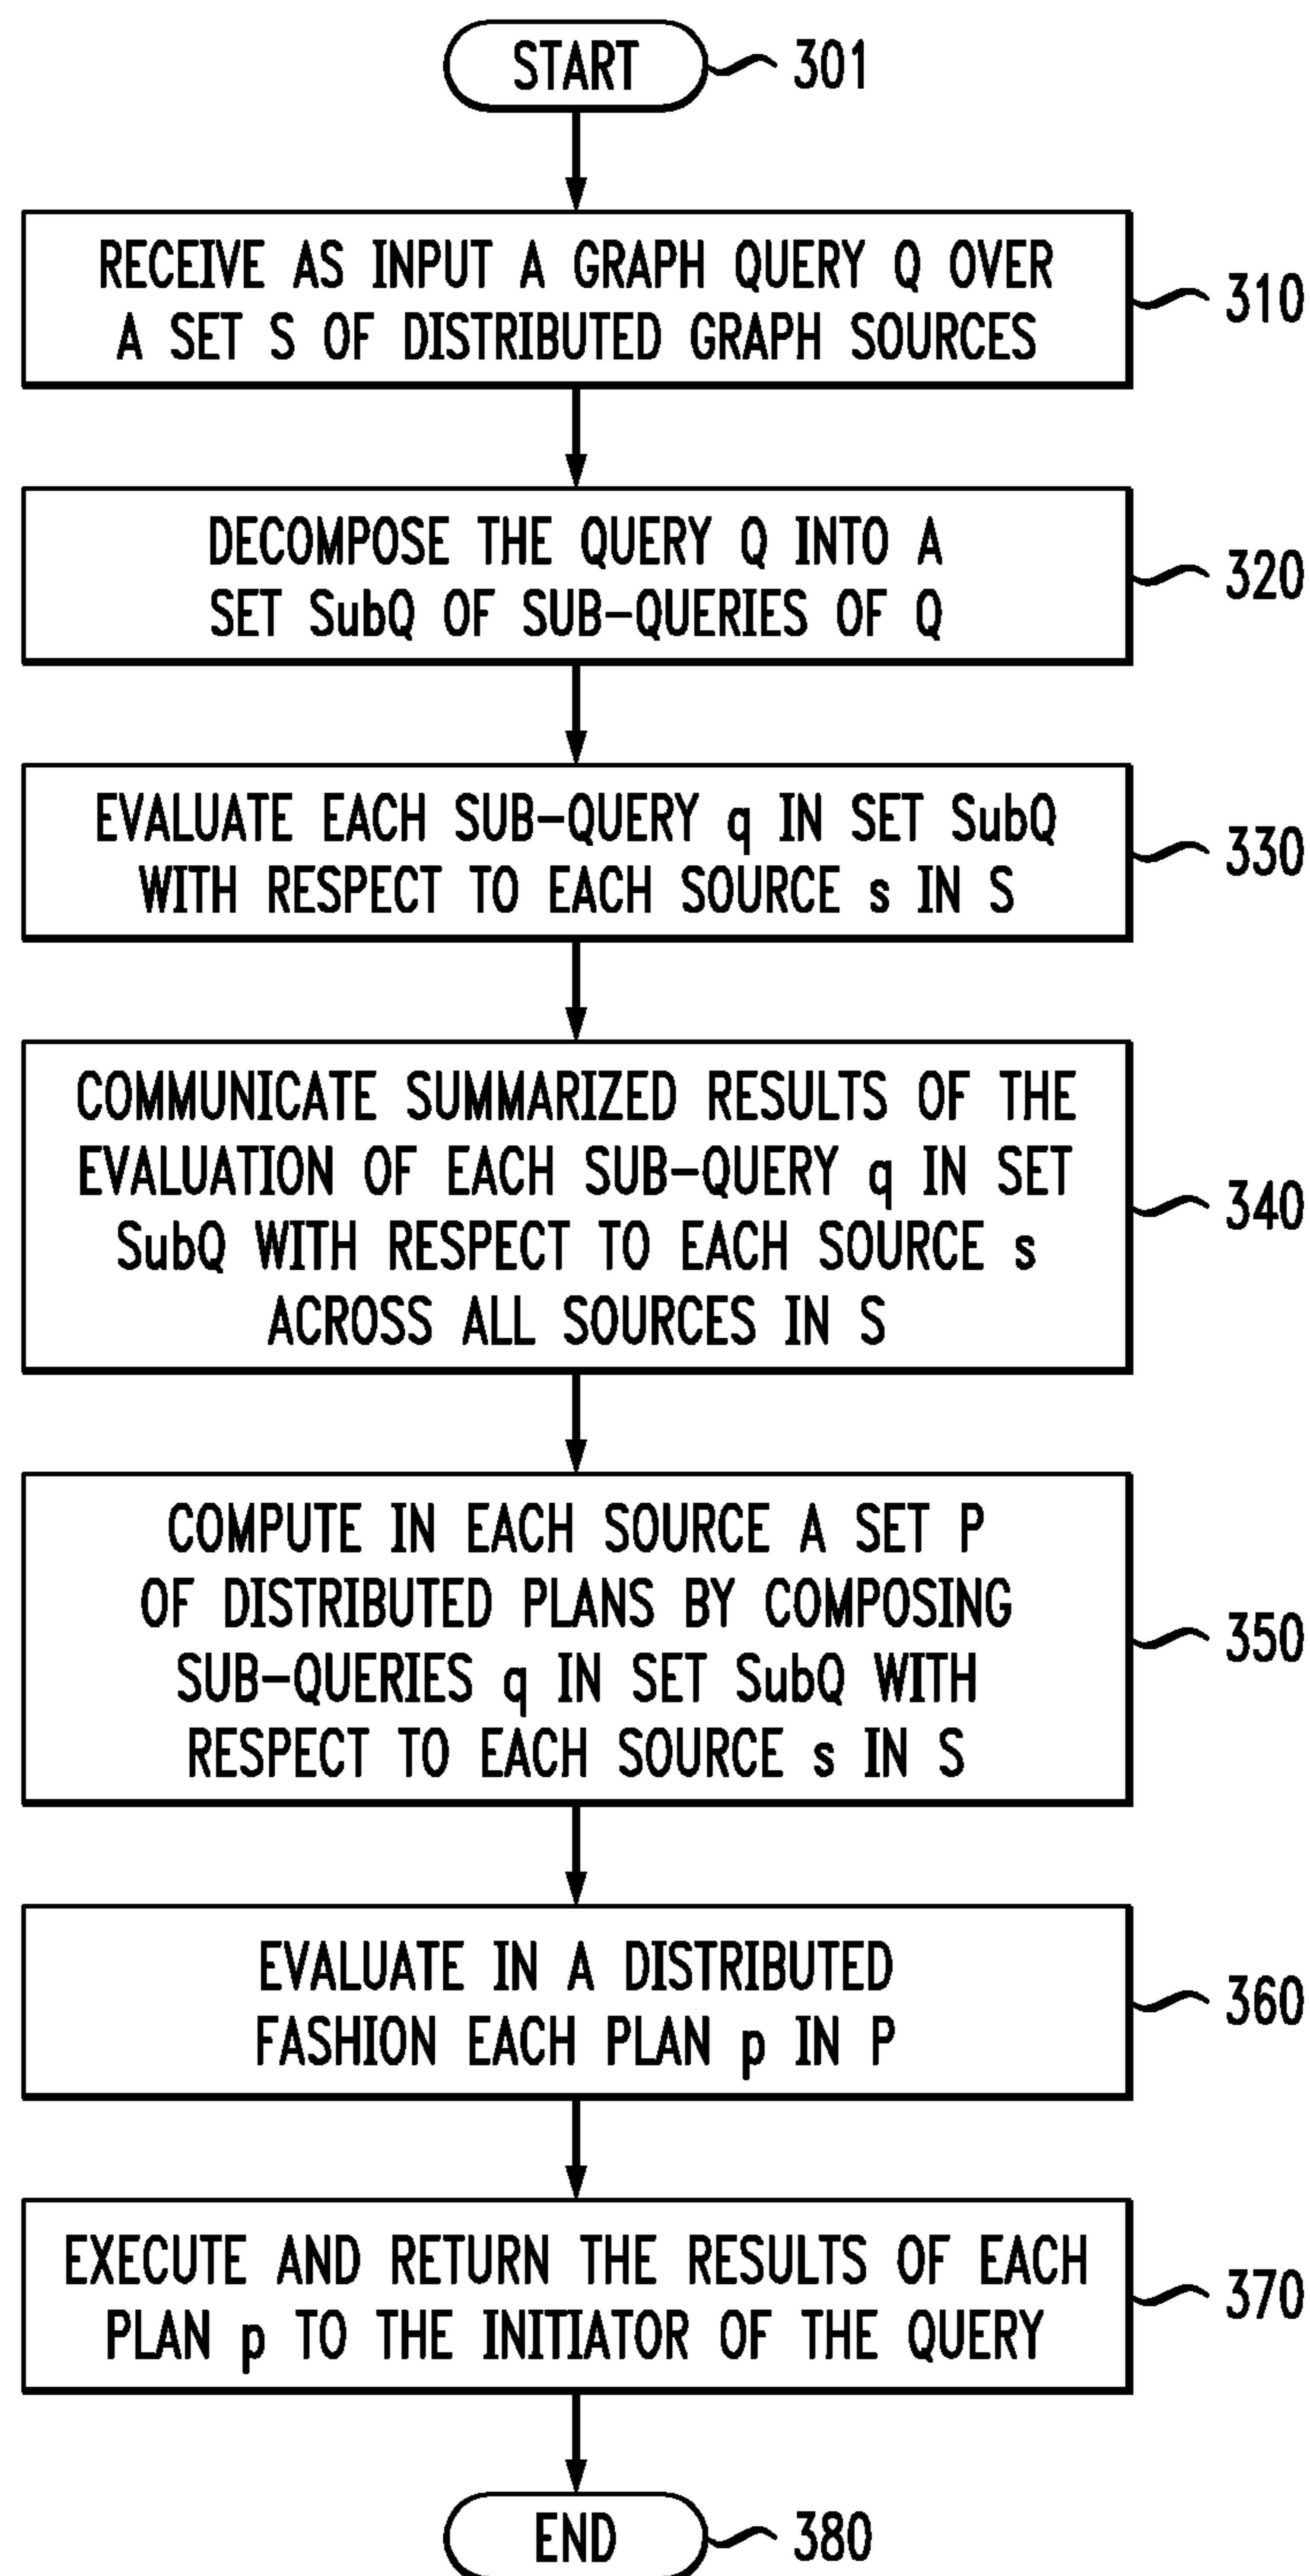 START
301
RECEIVE AS INPUT A GRAPH QUERY Q OVER
A SET S OF DISTRIBUTED GRAPH SOURCES
310
DECOMPOSE THE QUERY Q INTO A
SET SubQ OF SUB-QUERIES OF Q
320
EVALUATE EACH SUB-QUERY q IN SET SubQ
WITH RESPECT TO EACH SOURCE s IN S
330
COMMUNICATE SUMMARIZED RESULTS OF THE
EVALUATION OF EACH SUB-QUERY q IN SET
SubQ WITH RESPECT TO EACH SOURCE s
ACROSS ALL SOURCES IN S
340
COMPUTE IN EACH SOURCE A SET P
OF DISTRIBUTED PLANS BY COMPOSING
SUB-QUERIES q IN SET SubQ WITH
RESPECT TO EACH SOURCE s IN S
350
EVALUATE IN A DISTRIBUTED
FASHION EACH PLAN p IN P
360
EXECUTE AND RETURN THE RESULTS OF EACH
PLAN p TO THE INITIATOR OF THE QUERY
370
END
380